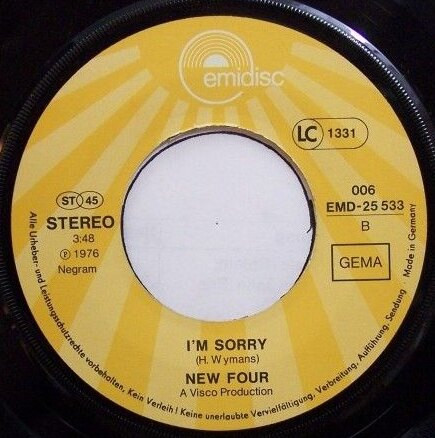 emidisc
LC 1331
ST 45
STEREO
3:48
℗ 1976
Negram
006
EMD-25 533
B
GEMA
Made in Germany
I'M SORRY
(H. Wymans)
NEW FOUR
A Visco Production
Alle Urheber- und Leistungsschutzrechte vorbehalten, Kein Verleih! Keine unerlaubte Vervielfältigung, Vermietung, Aufführung, Sendung